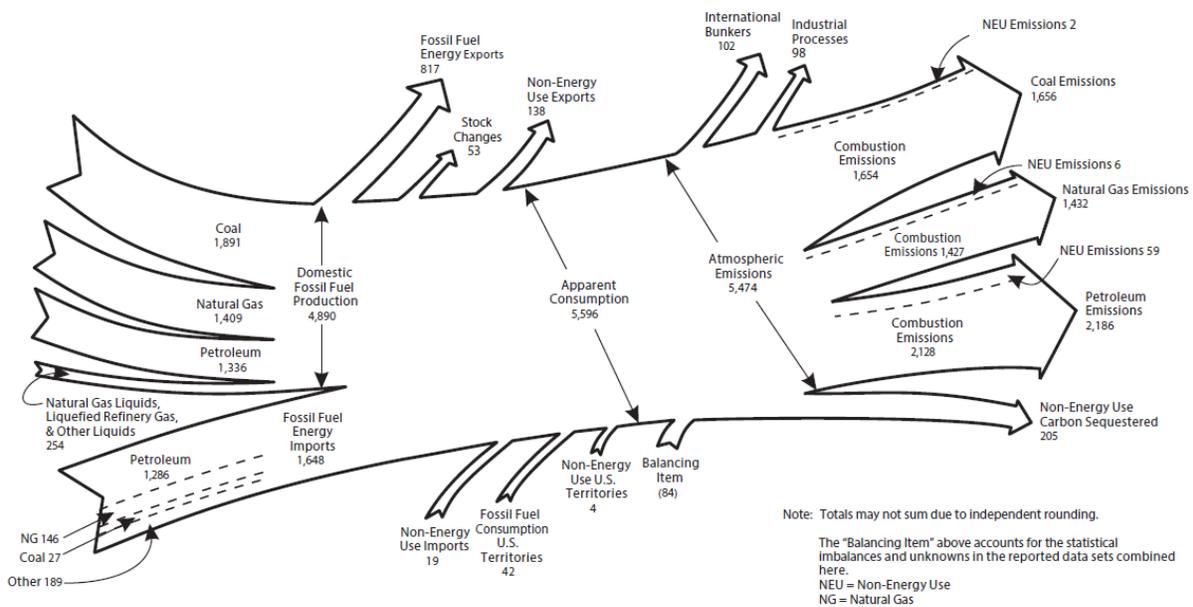 International
Bunkers
102
Industrial
Processes
98
NEU Emissions 2
Fossil Fuel
Energy Exports
817
Non-Energy
Use Exports
138
Stock
Changes
53
Coal Emissions
1,656
Combustion
Emissions
1,654
NEU Emissions 6
Natural Gas Emissions
1,432
Coal
1,891
Combustion
Emissions 1,427
NEU Emissions 59
Domestic
Fossil Fuel
Production
4,890
Apparent
Consumption
5,596
Atmospheric
Emissions
5,474
Natural Gas
1,409
Petroleum
Emissions
2,186
Combustion
Emissions
2,128
Petroleum
1,336
Natural Gas Liquids,
Liquefied Refinery Gas,
& Other Liquids
254
Fossil Fuel
Energy
Imports
1,648
Non-Energy Use
Carbon Sequestered
205
Petroleum
1,286
Non-Energy
Use U.S.
Territories
4
Balancing
Item
(84)
NG 146
Coal 27
Other 189
Non-Energy
Use Imports
19
Fossil Fuel
Consumption
U.S.
Territories
42
Note: Totals may not sum due to independent rounding.
The “Balancing Item” above accounts for the statistical
imbalances and unknowns in the reported data sets combined
here.
NEU = Non-Energy Use
NG = Natural Gas